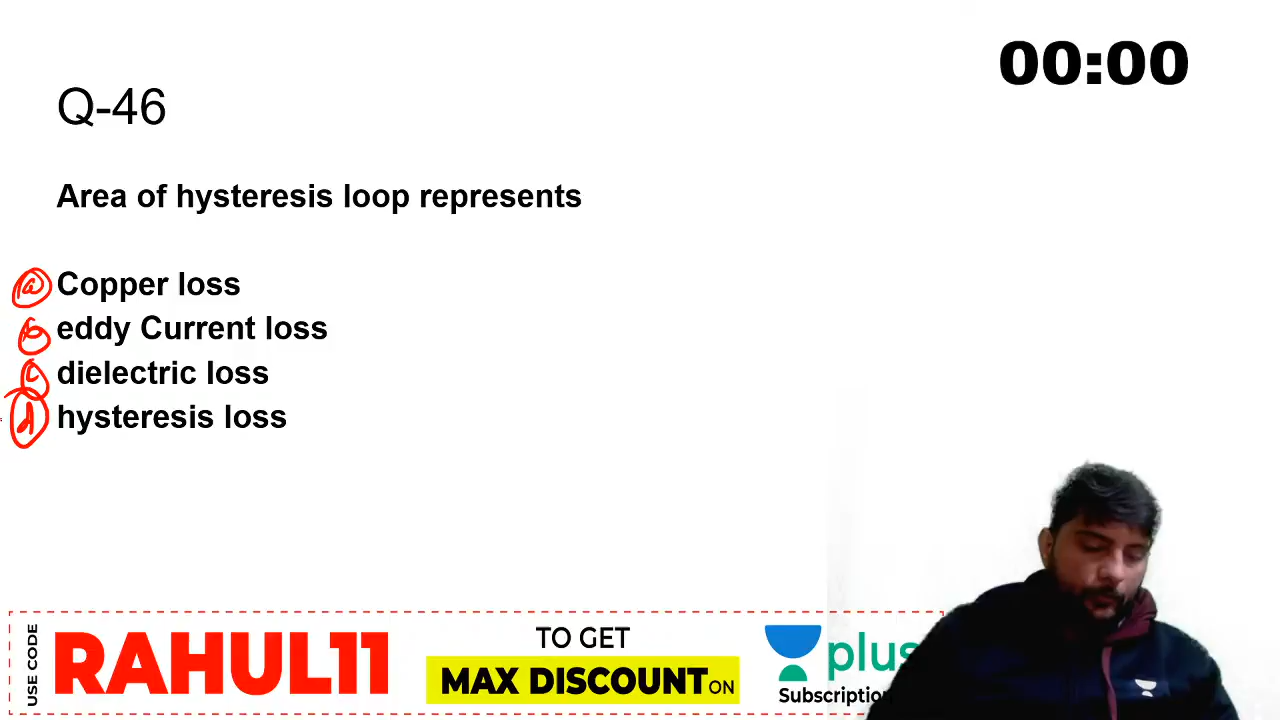 00:00
Q-46
Area of hysteresis loop represents
a Copper loss
b eddy Current loss
c dielectric loss
d hysteresis loss
USE CODE
RAHUL11
TO GET
MAX DISCOUNT ON
plus
Subscription